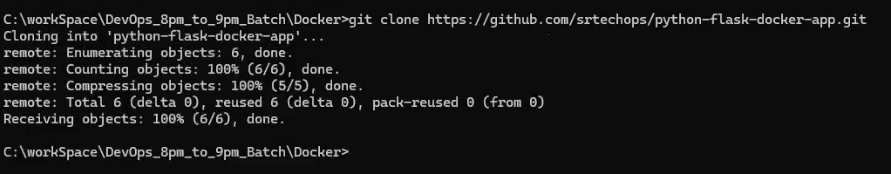 C:\workSpace\DevOps_8pm_to_9pm_Batch\Docker>git clone https://github.com/srtechops/python-flask-docker-app.git
Cloning into 'python-flask-docker-app'...
remote: Enumerating objects: 6, done.
remote: Counting objects: 100% (6/6), done.
remote: Compressing objects: 100% (5/5), done.
remote: Total 6 (delta 0), reused 6 (delta 0), pack-reused 0 (from 0)
Receiving objects: 100% (6/6), done.
C:\workSpace\DevOps_8pm_to_9pm_Batch\Docker>